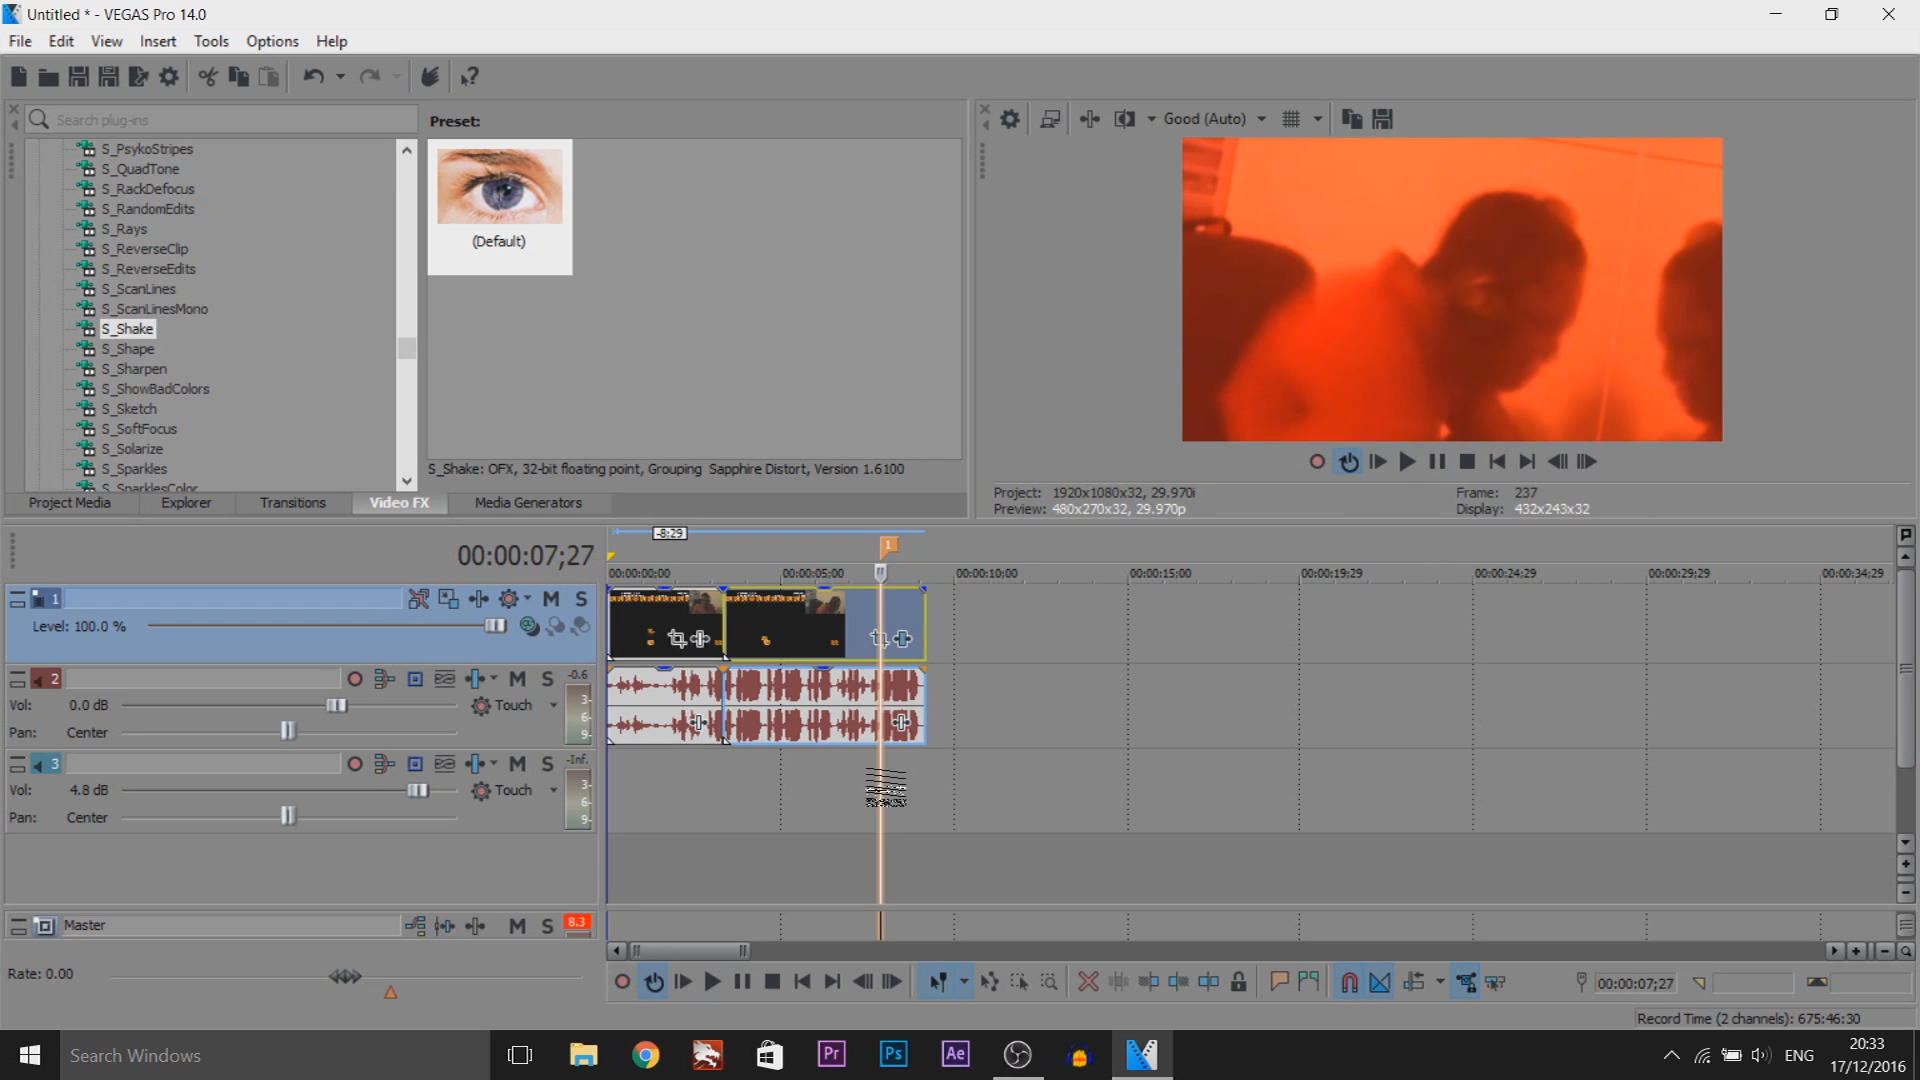 Untitled * - VEGAS Pro 14.0
File Edit View Insert Tools Options Help
Search plug-ins
Preset:
Good (Auto)
S_PsykoStripes
S_QuadTone
S_RackDefocus
S_RandomEdits
S_Rays
S_ReverseClip
S_ReverseEdits
S_ScanLines
S_ScanLinesMono
S_Shake
S_Shape
S_Sharpen
S_ShowBadColors
S_Sketch
S_SoftFocus
S_Solarize
S_Sparkles
S_SparklesColor
(Default)
S_Shake: OFX, 32-bit floating point, Grouping Sapphire Distort, Version 1.6100
Project Media Explorer Transitions Video FX Media Generators
Project: 1920x1080x32, 29.970i
Frame: 237
Preview: 480x270x32, 29.970p
Display: 432x243x32
-8:29
1
00:00:07;27
00:00:00;00 00:00:05;00 00:00:10;00 00:00:15;00 00:00:19;29 00:00:24;29 00:00:29;29 00:00:34;29
1 M S
Level: 100.0 %
2 M S -0.6
Vol: 0.0 dB Touch 3-
6-
Pan: Center 9-
3 M S -Inf.
Vol: 4.8 dB Touch 3-
6-
Pan: Center 9-
Master M S 8.3
Rate: 0.00
00:00:07;27
Record Time (2 channels): 675:46:30
Search Windows
Pr Ps Ae
ENG
20:33
17/12/2016